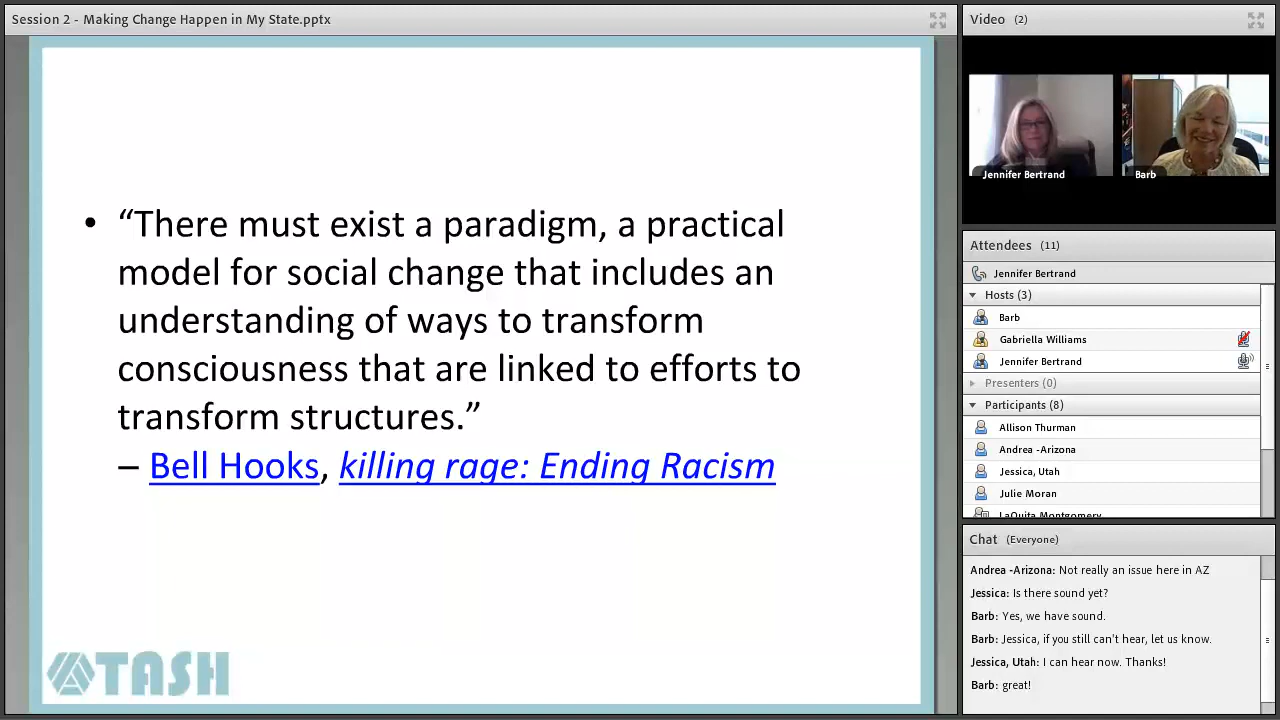 Session 2 - Making Change Happen in My State.pptx
• “There must exist a paradigm, a practical
model for social change that includes an
understanding of ways to transform
consciousness that are linked to efforts to
transform structures.”
– Bell Hooks, killing rage: Ending Racism
TASH
Video (2)
Jennifer Bertrand
Barb
Attendees (11)
Jennifer Bertrand
Hosts (3)
Barb
Gabriella Williams
Jennifer Bertrand
Presenters (0)
Participants (8)
Allison Thurman
Andrea -Arizona
Jessica, Utah
Julie Moran
LaQuita Montgomery
Chat (Everyone)
Andrea -Arizona: Not really an issue here in AZ
Jessica: Is there sound yet?
Barb: Yes, we have sound.
Barb: Jessica, if you still can't hear, let us know.
Jessica, Utah: I can hear now. Thanks!
Barb: great!